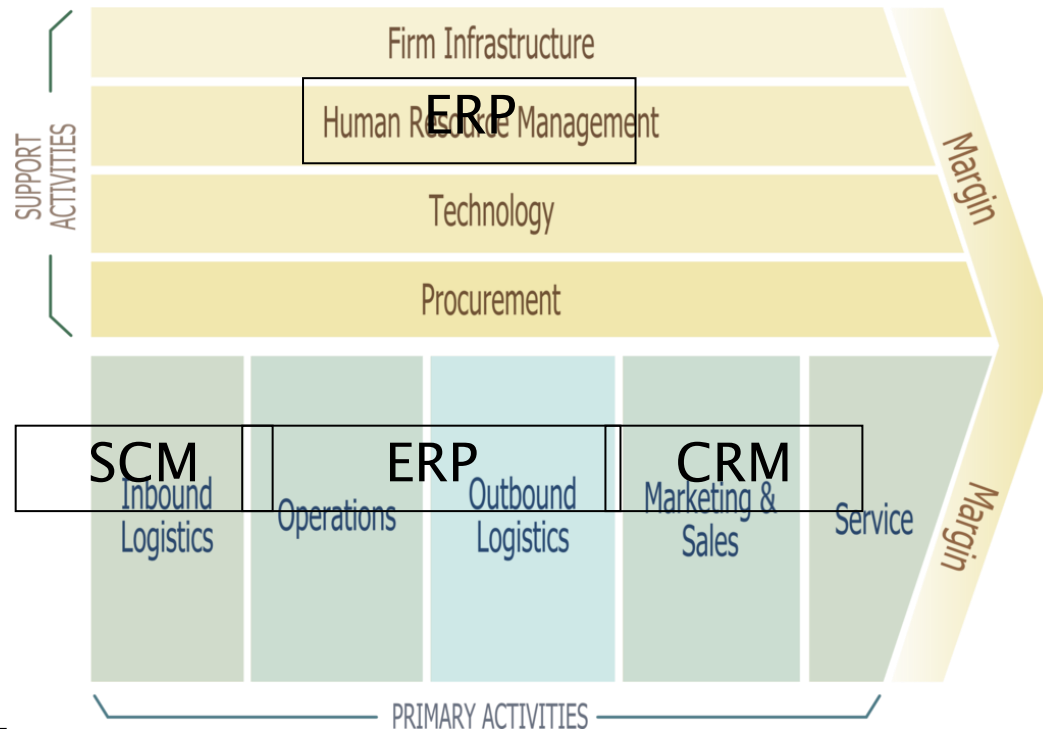 Firm Infrastructure
ERP
Human Resource Management
SUPPORT
ACTIVITIES
Technology
Procurement
Margin
SCM
ERP
CRM
Inbound
Logistics
Operations
Outbound
Logistics
Marketing &
Sales
Service
Margin
PRIMARY ACTIVITIES